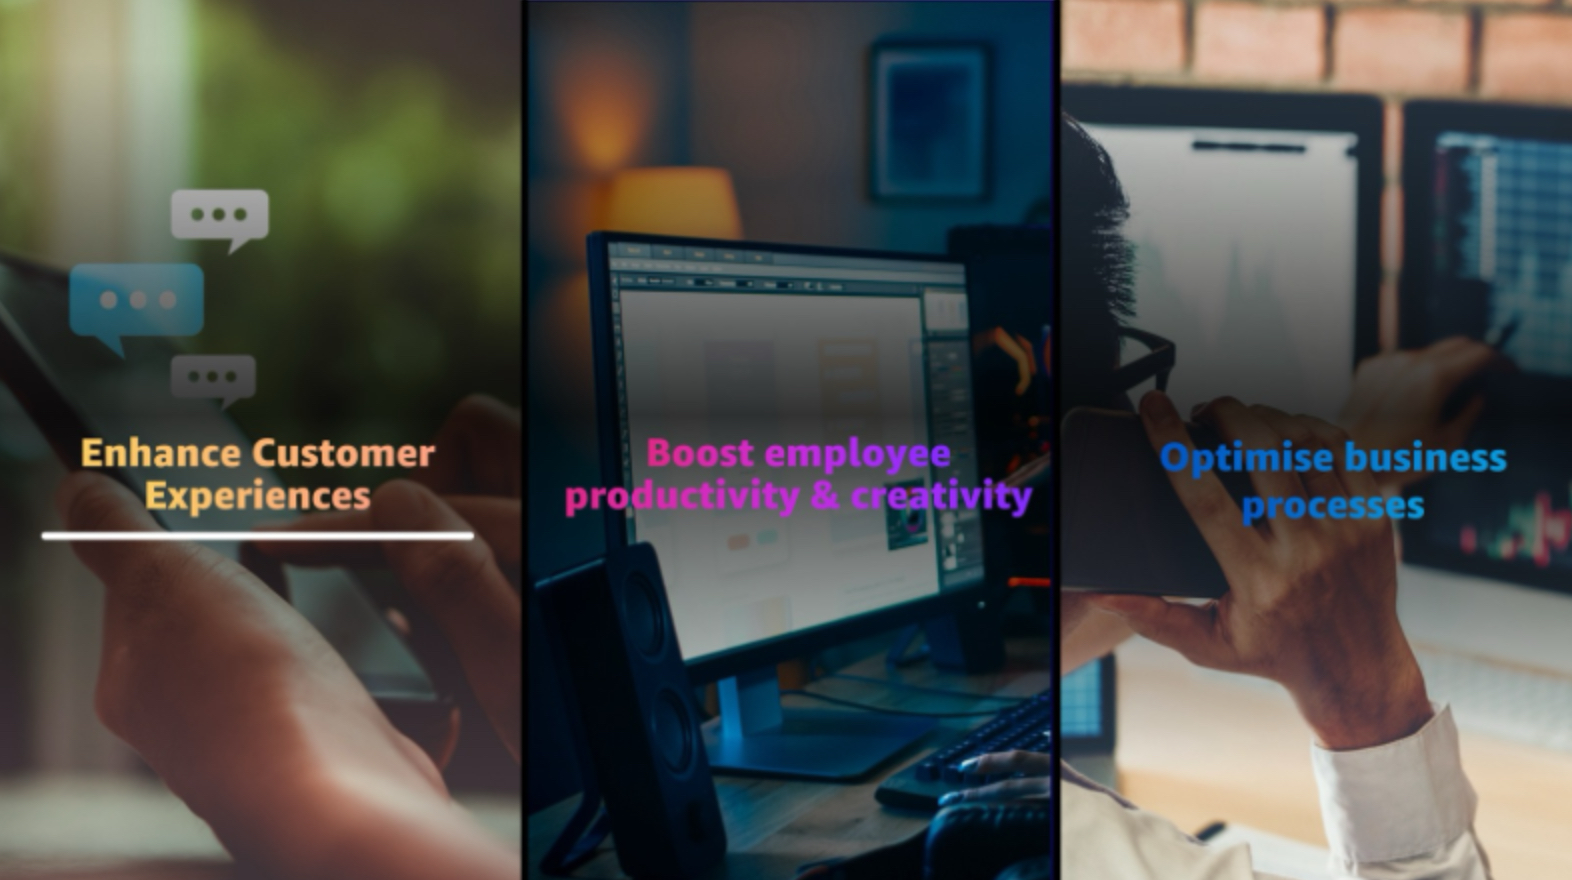 Enhance Customer
Experiences
Boost employee
productivity & creativity
Optimise business
processes